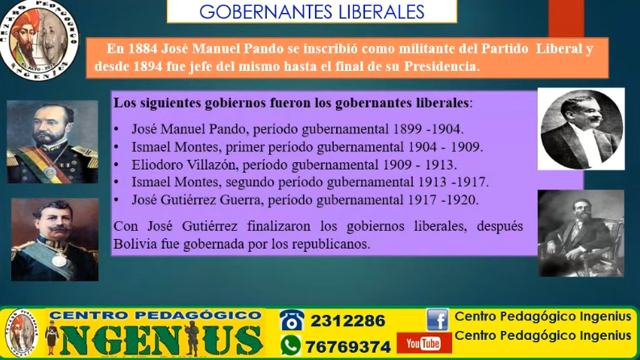 GOBERNANTES LIBERALES
En 1884 José Manuel Pando se inscribió como militante del Partido Liberal y
desde 1894 fue jefe del mismo hasta el final de su Presidencia.
Los siguientes gobiernos fueron los gobernantes liberales:
• José Manuel Pando, período gubernamental 1899 -1904.
• Ismael Montes, primer período gubernamental 1904 - 1909.
• Eliodoro Villazón, período gubernamental 1909 - 1913.
• Ismael Montes, segundo período gubernamental 1913 -1917.
• José Gutiérrez Guerra, período gubernamental 1917 -1920.
Con José Gutiérrez finalizaron los gobiernos liberales, después
Bolivia fue gobernada por los republicanos.
CENTRO PEDAGÓGICO
INGENIUS
2312286
76769374
Centro Pedagógico Ingenius
YouTube
Centro Pedagógico Ingenius